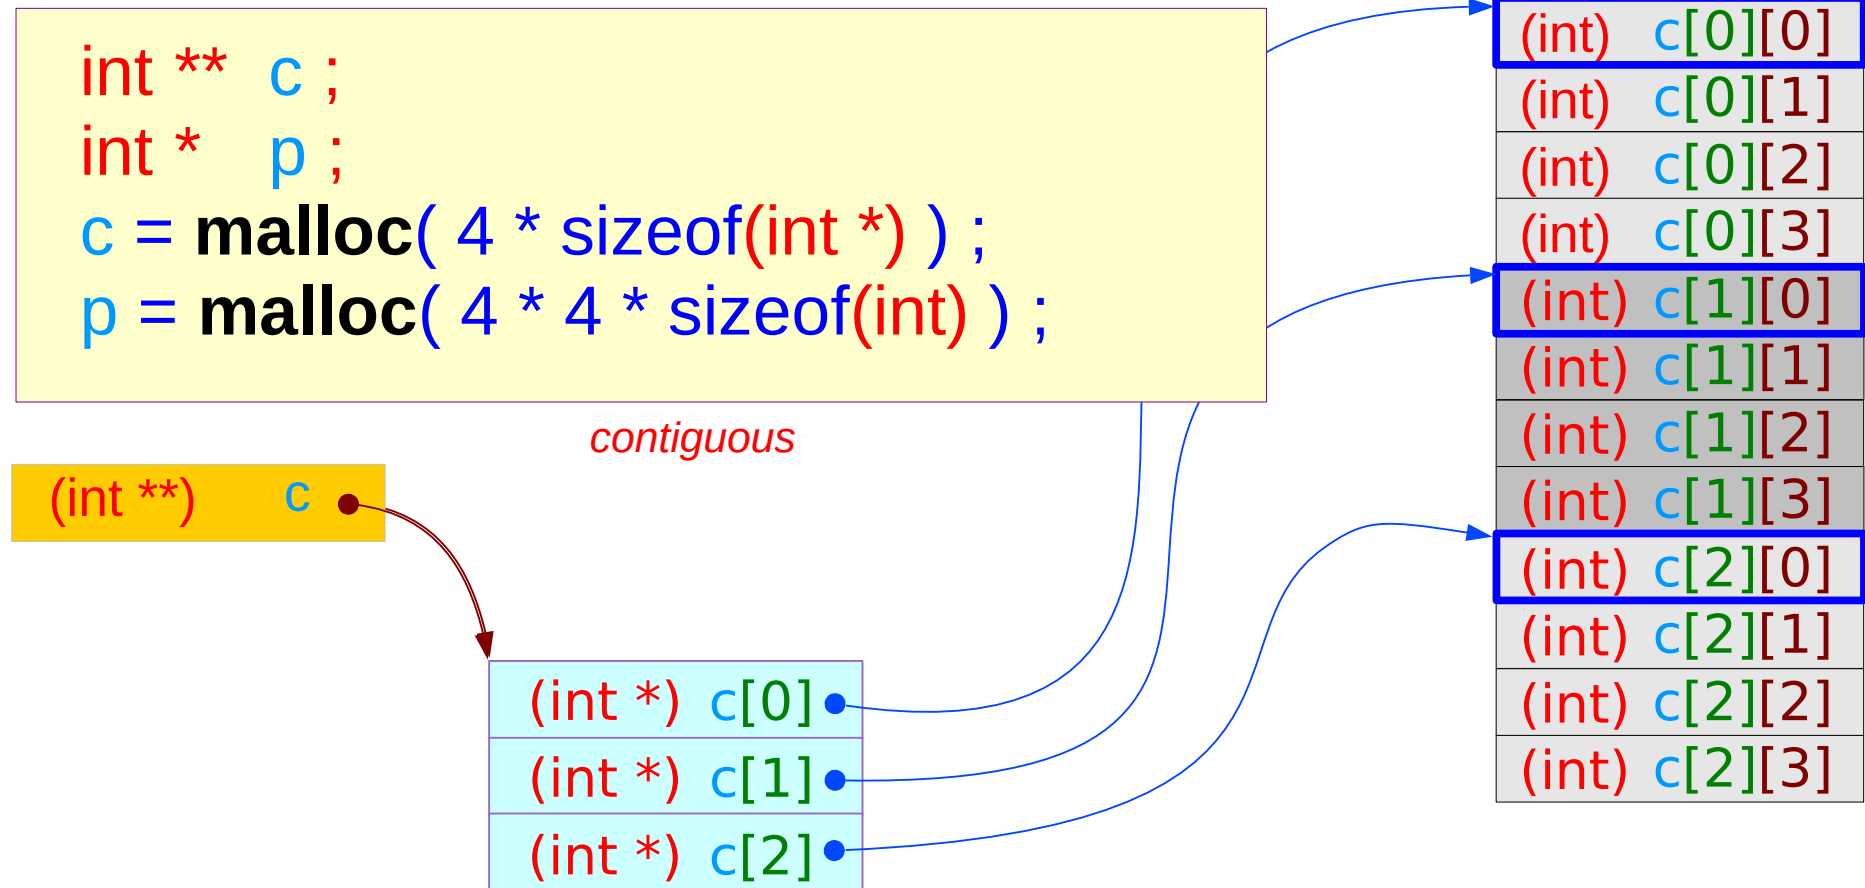 int ** c ;
int * p ;
c = malloc( 4 * sizeof(int *) ) ;
p = malloc( 4 * 4 * sizeof(int) ) ;
contiguous
(int **) c
(int *) c[0]
(int *) c[1]
(int *) c[2]
(int) c[0][0]
(int) c[0][1]
(int) c[0][2]
(int) c[0][3]
(int) c[1][0]
(int) c[1][1]
(int) c[1][2]
(int) c[1][3]
(int) c[2][0]
(int) c[2][1]
(int) c[2][2]
(int) c[2][3]